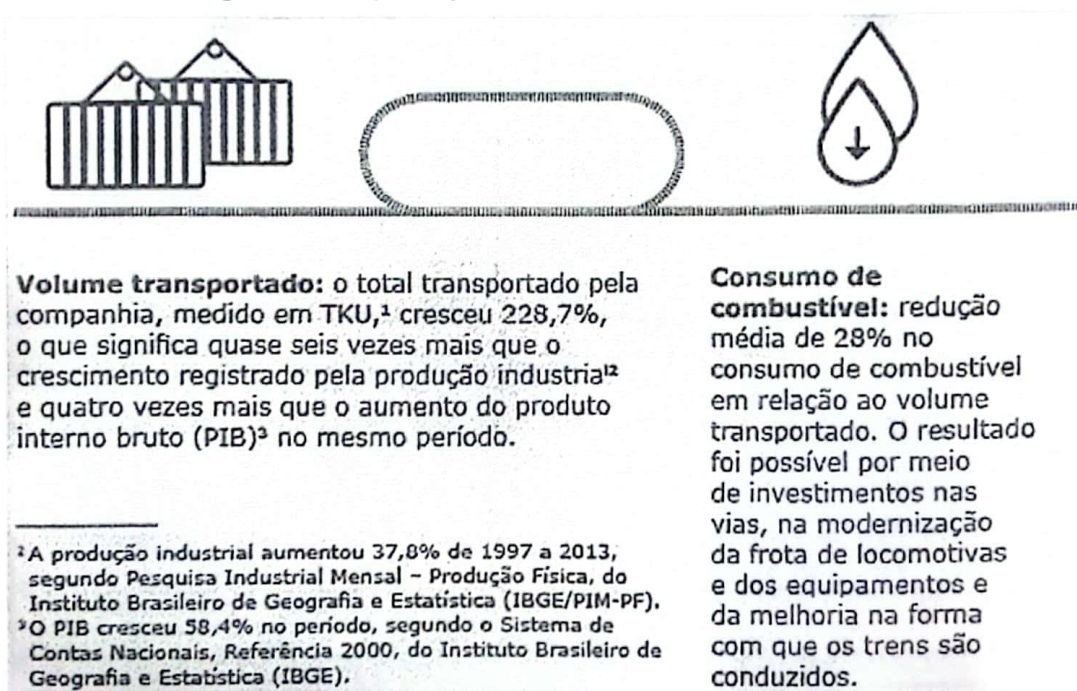 Volume transportado: o total transportado pela
companhia, medido em TKU,¹ cresceu 228,7%,
o que significa quase seis vezes mais que o
crescimento registrado pela produção industria¹²
e quatro vezes mais que o aumento do produto
interno bruto (PIB)³ no mesmo período.
²A produção industrial aumentou 37,8% de 1997 a 2013,
segundo Pesquisa Industrial Mensal – Produção Física, do
Instituto Brasileiro de Geografia e Estatística (IBGE/PIM-PF).
³O PIB cresceu 58,4% no período, segundo o Sistema de
Contas Nacionais, Referência 2000, do Instituto Brasileiro de
Geografia e Estatística (IBGE).
Consumo de
combustível: redução
média de 28% no
consumo de combustível
em relação ao volume
transportado. O resultado
foi possível por meio
de investimentos nas
vias, na modernização
da frota de locomotivas
e dos equipamentos e
da melhoria na forma
com que os trens são
conduzidos.